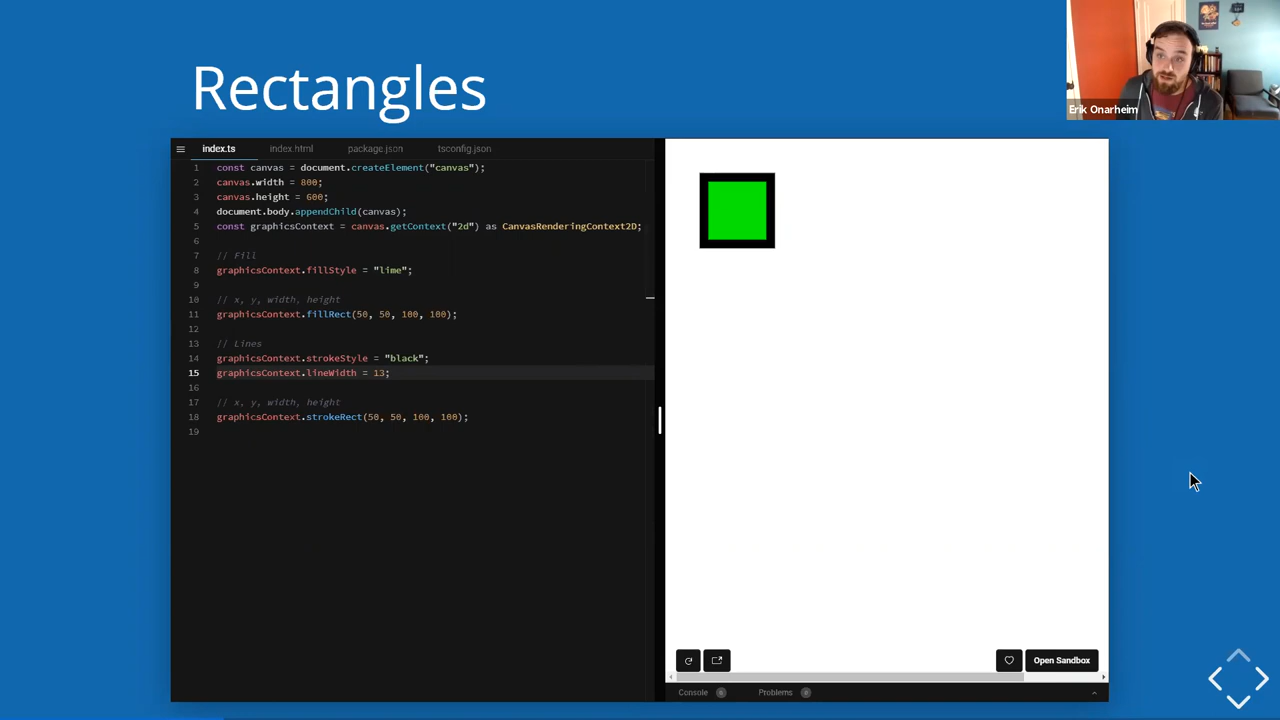 Rectangles
Erik Onarheim
index.ts index.html package.json tsconfig.json
1 const canvas = document.createElement("canvas");
2 canvas.width = 800;
3 canvas.height = 600;
4 document.body.appendChild(canvas);
5 const graphicsContext = canvas.getContext("2d") as CanvasRenderingContext2D;
6
7 // Fill
8 graphicsContext.fillStyle = "lime";
9
10 // x, y, width, height
11 graphicsContext.fillRect(50, 50, 100, 100);
12
13 // Lines
14 graphicsContext.strokeStyle = "black";
15 graphicsContext.lineWidth = 13;
16
17 // x, y, width, height
18 graphicsContext.strokeRect(50, 50, 100, 100);
19
Open Sandbox
Console Problems